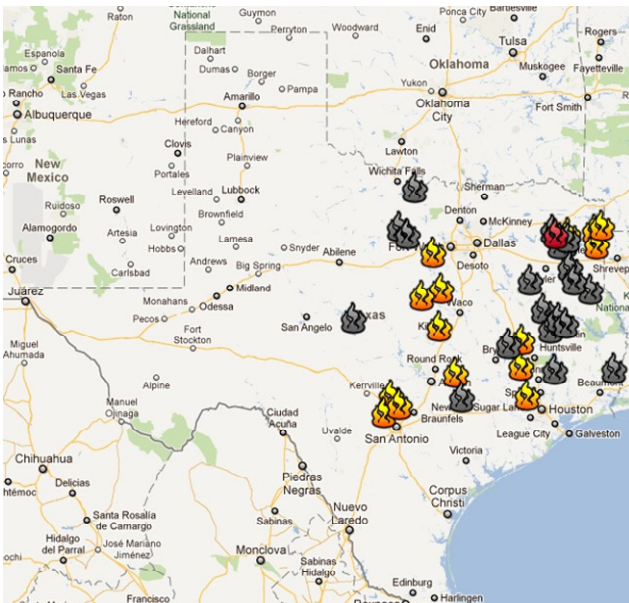 Raton
National
Grassland
Guymon
Perryton
Woodward
Enid
Ponca City
Bartlesville
Tulsa
Rogers
Espanola
Santa Fe
Las Vegas
Albuquerque
Dalhart
Dumas
Borger
Pampa
Amarillo
Hereford
Canyon
Oklahoma
Yukon
Oklahoma
City
Muskogee
Fayetteville
Fort Smith
Lawton
Clovis
Portales
Plainview
New
Mexico
Ruidoso
Roswell
Alamogordo
Artesia
Carlsbad
Lovington
Hobbs
Levelland
Lubbock
Brownfield
Lamesa
Andrews
Big Spring
Snyder
Abilene
Wichita Falls
Sherman
Denton
McKinney
Dallas
Desoto
Waco
Cruces
Juárez
Monahans
Midland
Odessa
Pecos
Fort
Stockton
San Angelo
Miguel
Ahumada
Alpine
Manuel
Ojinaga
Round Rock
Huntsville
Kerrville
Braunfels
San Antonio
Uvalde
Sugar Land
Houston
Beaumont
League City
Galveston
Victoria
Ciudad
Acuña
Piedras
Negras
Corpus
Christi
Chihuahua
Delicias
Santa Rosalía
de Camargo
Hidalgo
del Parral
José Mariano
Jiménez
Sabinas
Nuevo
Laredo
Monclova
Sabinas
Hidalgo
Edinburg
Harlingen
Francisco